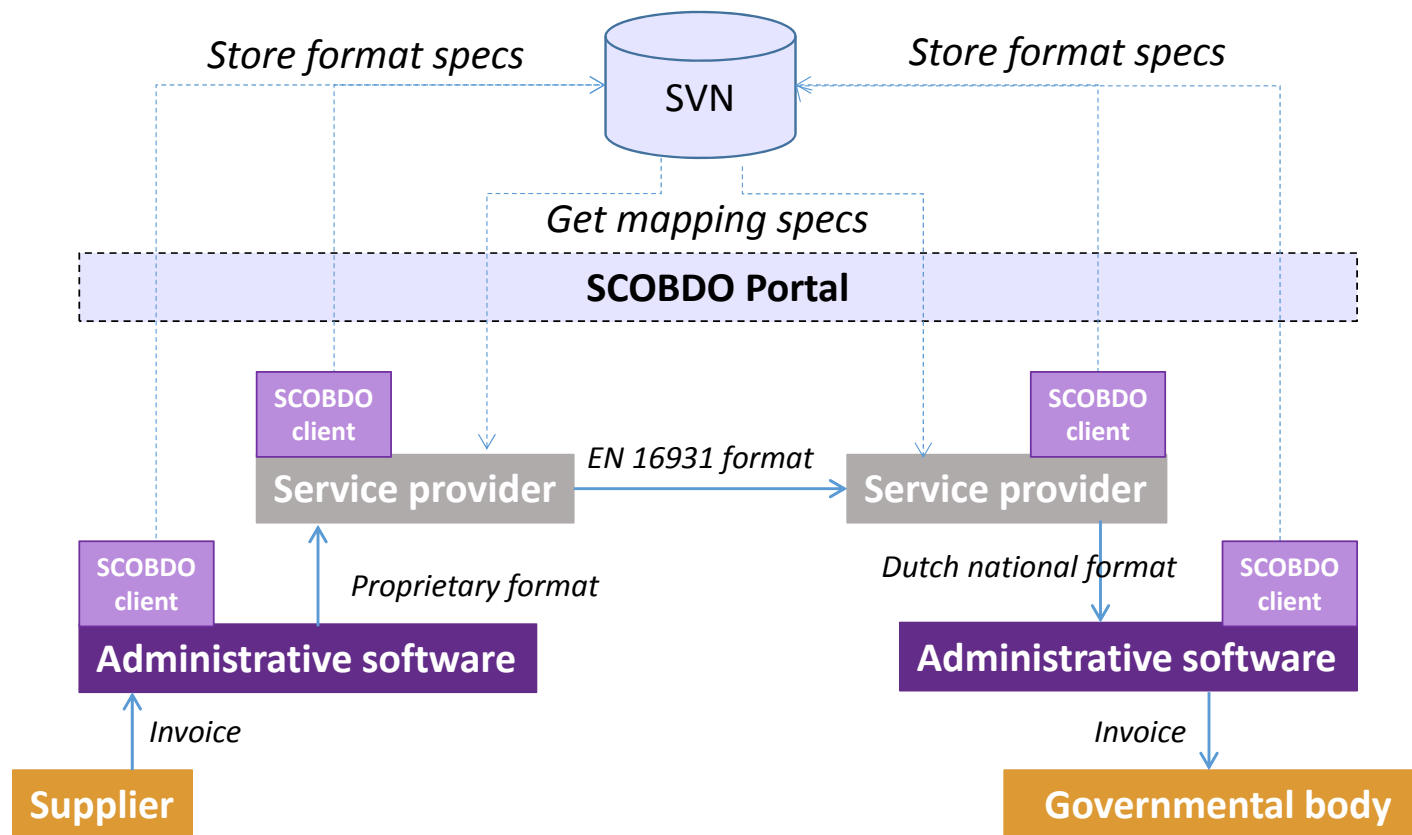 Store format specs
Store format specs
SVN
Get mapping specs
SCOBDO Portal
SCOBDO
client
SCOBDO
client
EN 16931 format
Service provider
Service provider
SCOBDO
client
Proprietary format
Dutch national format
SCOBDO
client
Administrative software
Administrative software
Invoice
Invoice
Supplier
Governmental body